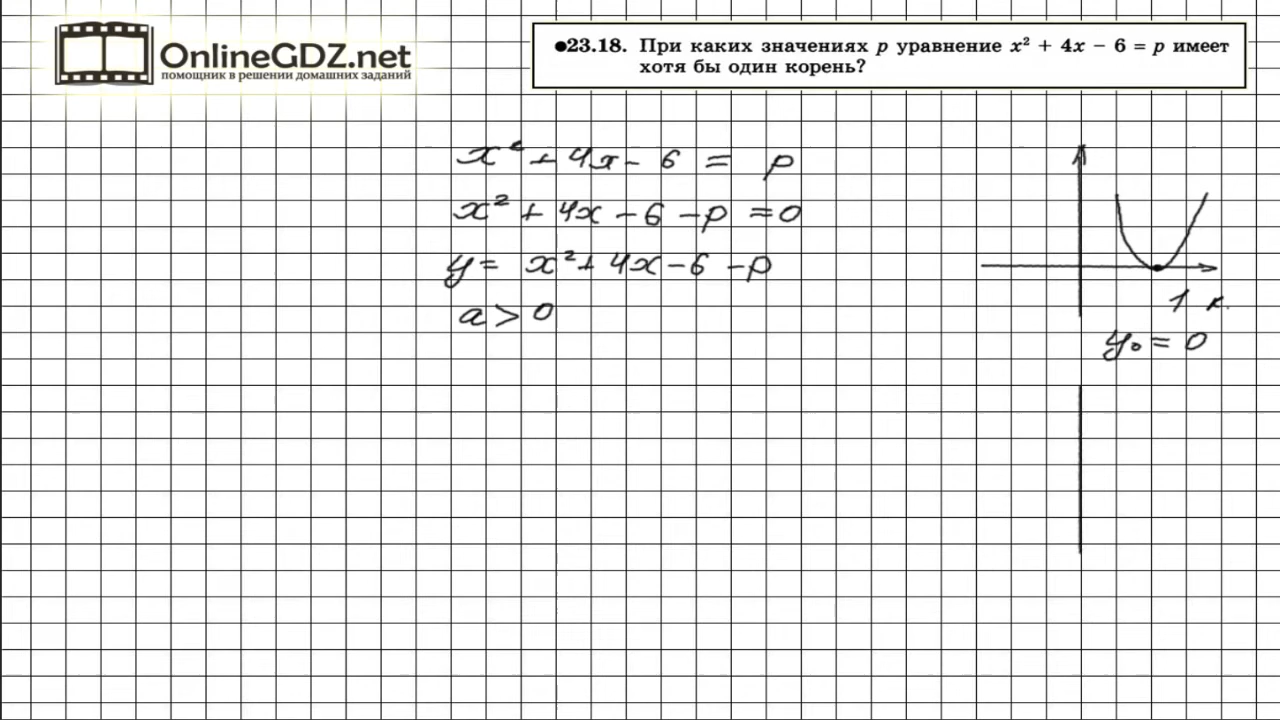 OnlineGDZ.net
помощник в решении домашних заданий
●23.18. При каких значениях p уравнение x² + 4x − 6 = p имеет
хотя бы один корень?
x² + 4x − 6 = p
x² + 4x − 6 − p = 0
y = x² + 4x − 6 − p
a > 0
1 к.
y₀ = 0